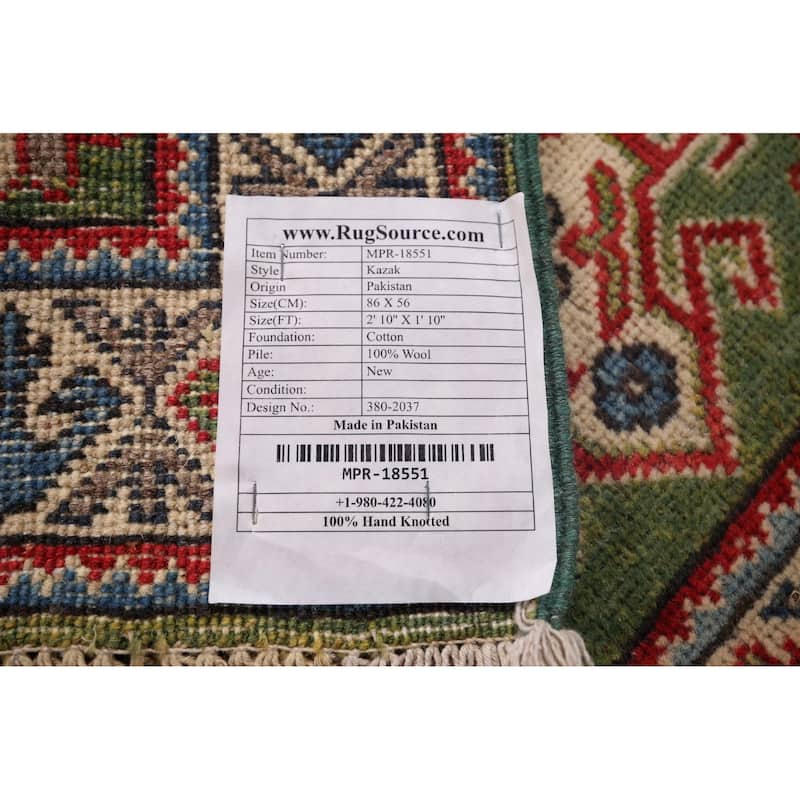 www.RugSource.com
Item Number: MPR-18551
Style Kazak
Origin Pakistan
Size(CM): 86 X 56
Size(FT): 2' 10" X 1' 10"
Foundation: Cotton
Pile: 100% Wool
Age: New
Condition:
Design No.: 380-2037
Made in Pakistan
MPR-18551
+1-980-422-4080
100% Hand Knotted